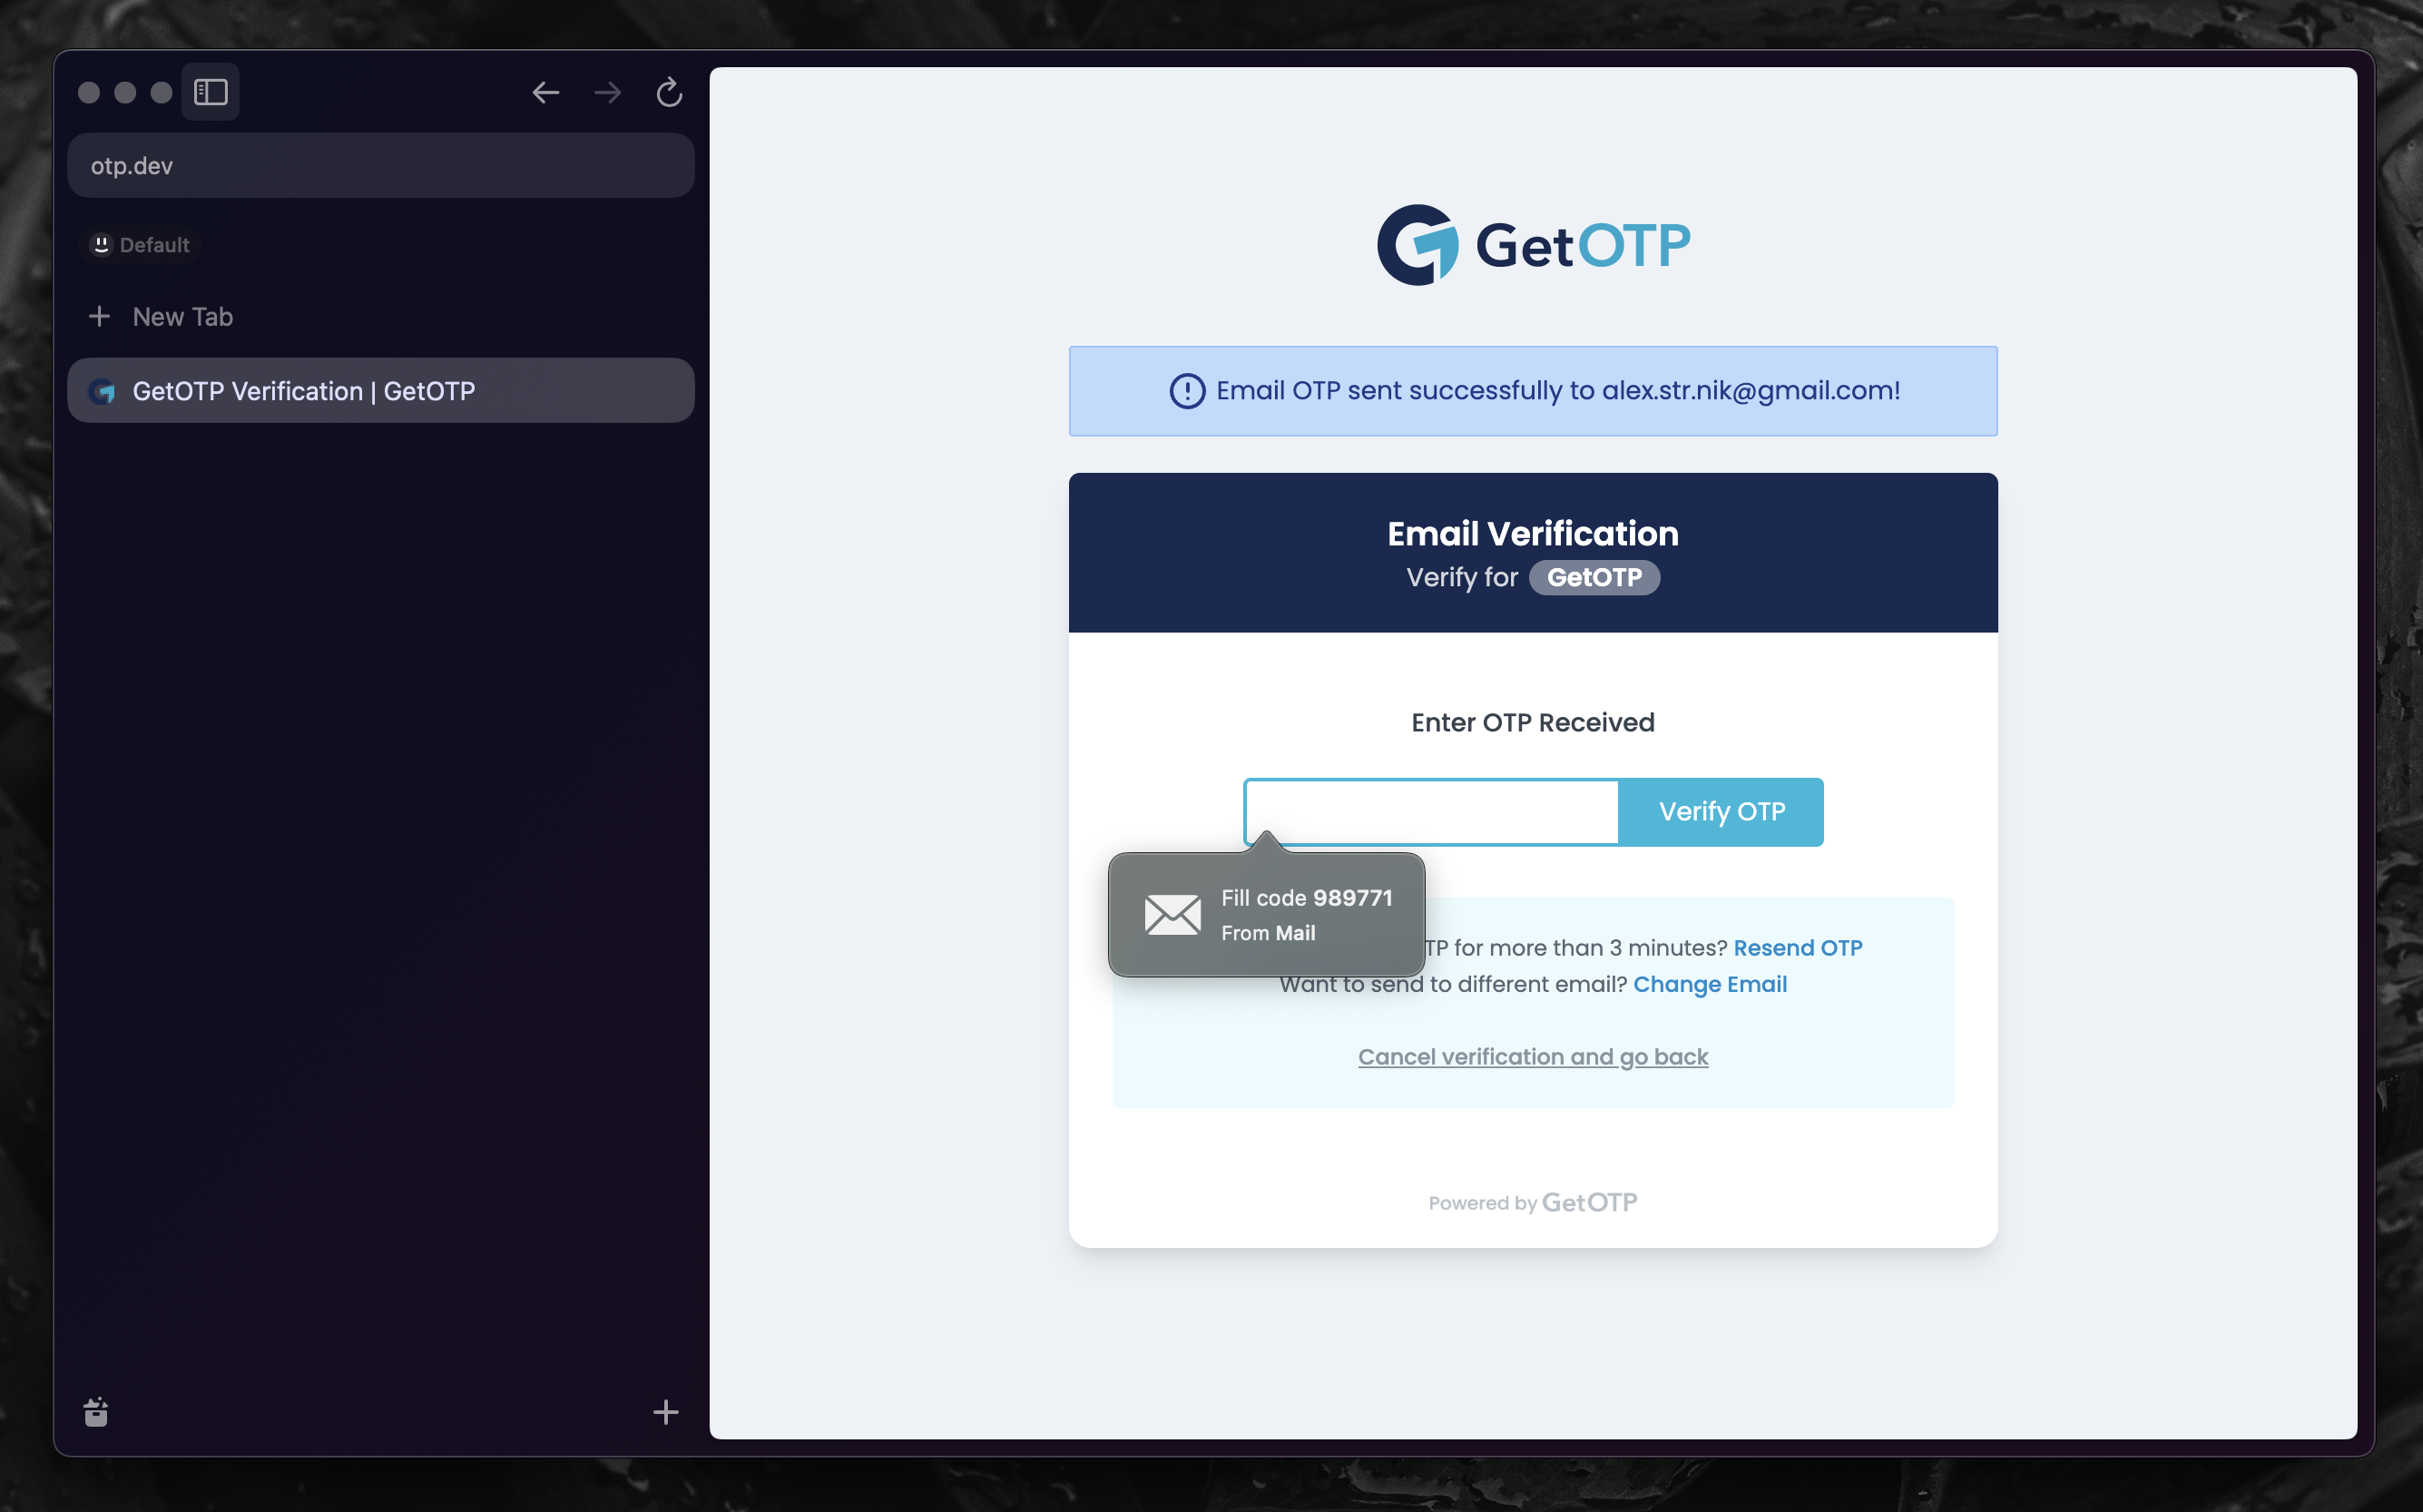 otp.dev
Default
New Tab
GetOTP Verification | GetOTP
GetOTP
Email OTP sent successfully to alex.str.nik@gmail.com!
Email Verification
Verify for GetOTP
Enter OTP Received
Verify OTP
Fill code 989771
From Mail
TP for more than 3 minutes? Resend OTP
Want to send to different email? Change Email
Cancel verification and go back
Powered by GetOTP